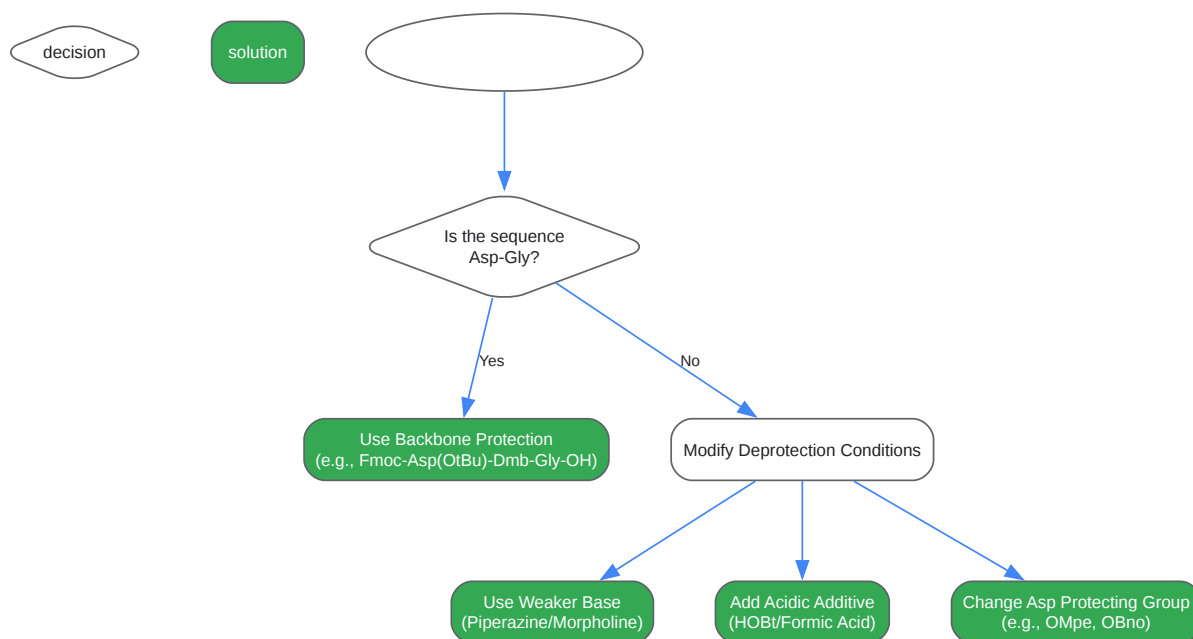 decision
solution
Is the sequence
Asp-Gly?
Yes
No
Use Backbone Protection
(e.g., Fmoc-Asp(OtBu)-Dmb-Gly-OH)
Modify Deprotection Conditions
Use Weaker Base
(Piperazine/Morpholine)
Add Acidic Additive
(HOBt/Formic Acid)
Change Asp Protecting Group
(e.g., OMpe, OBno)